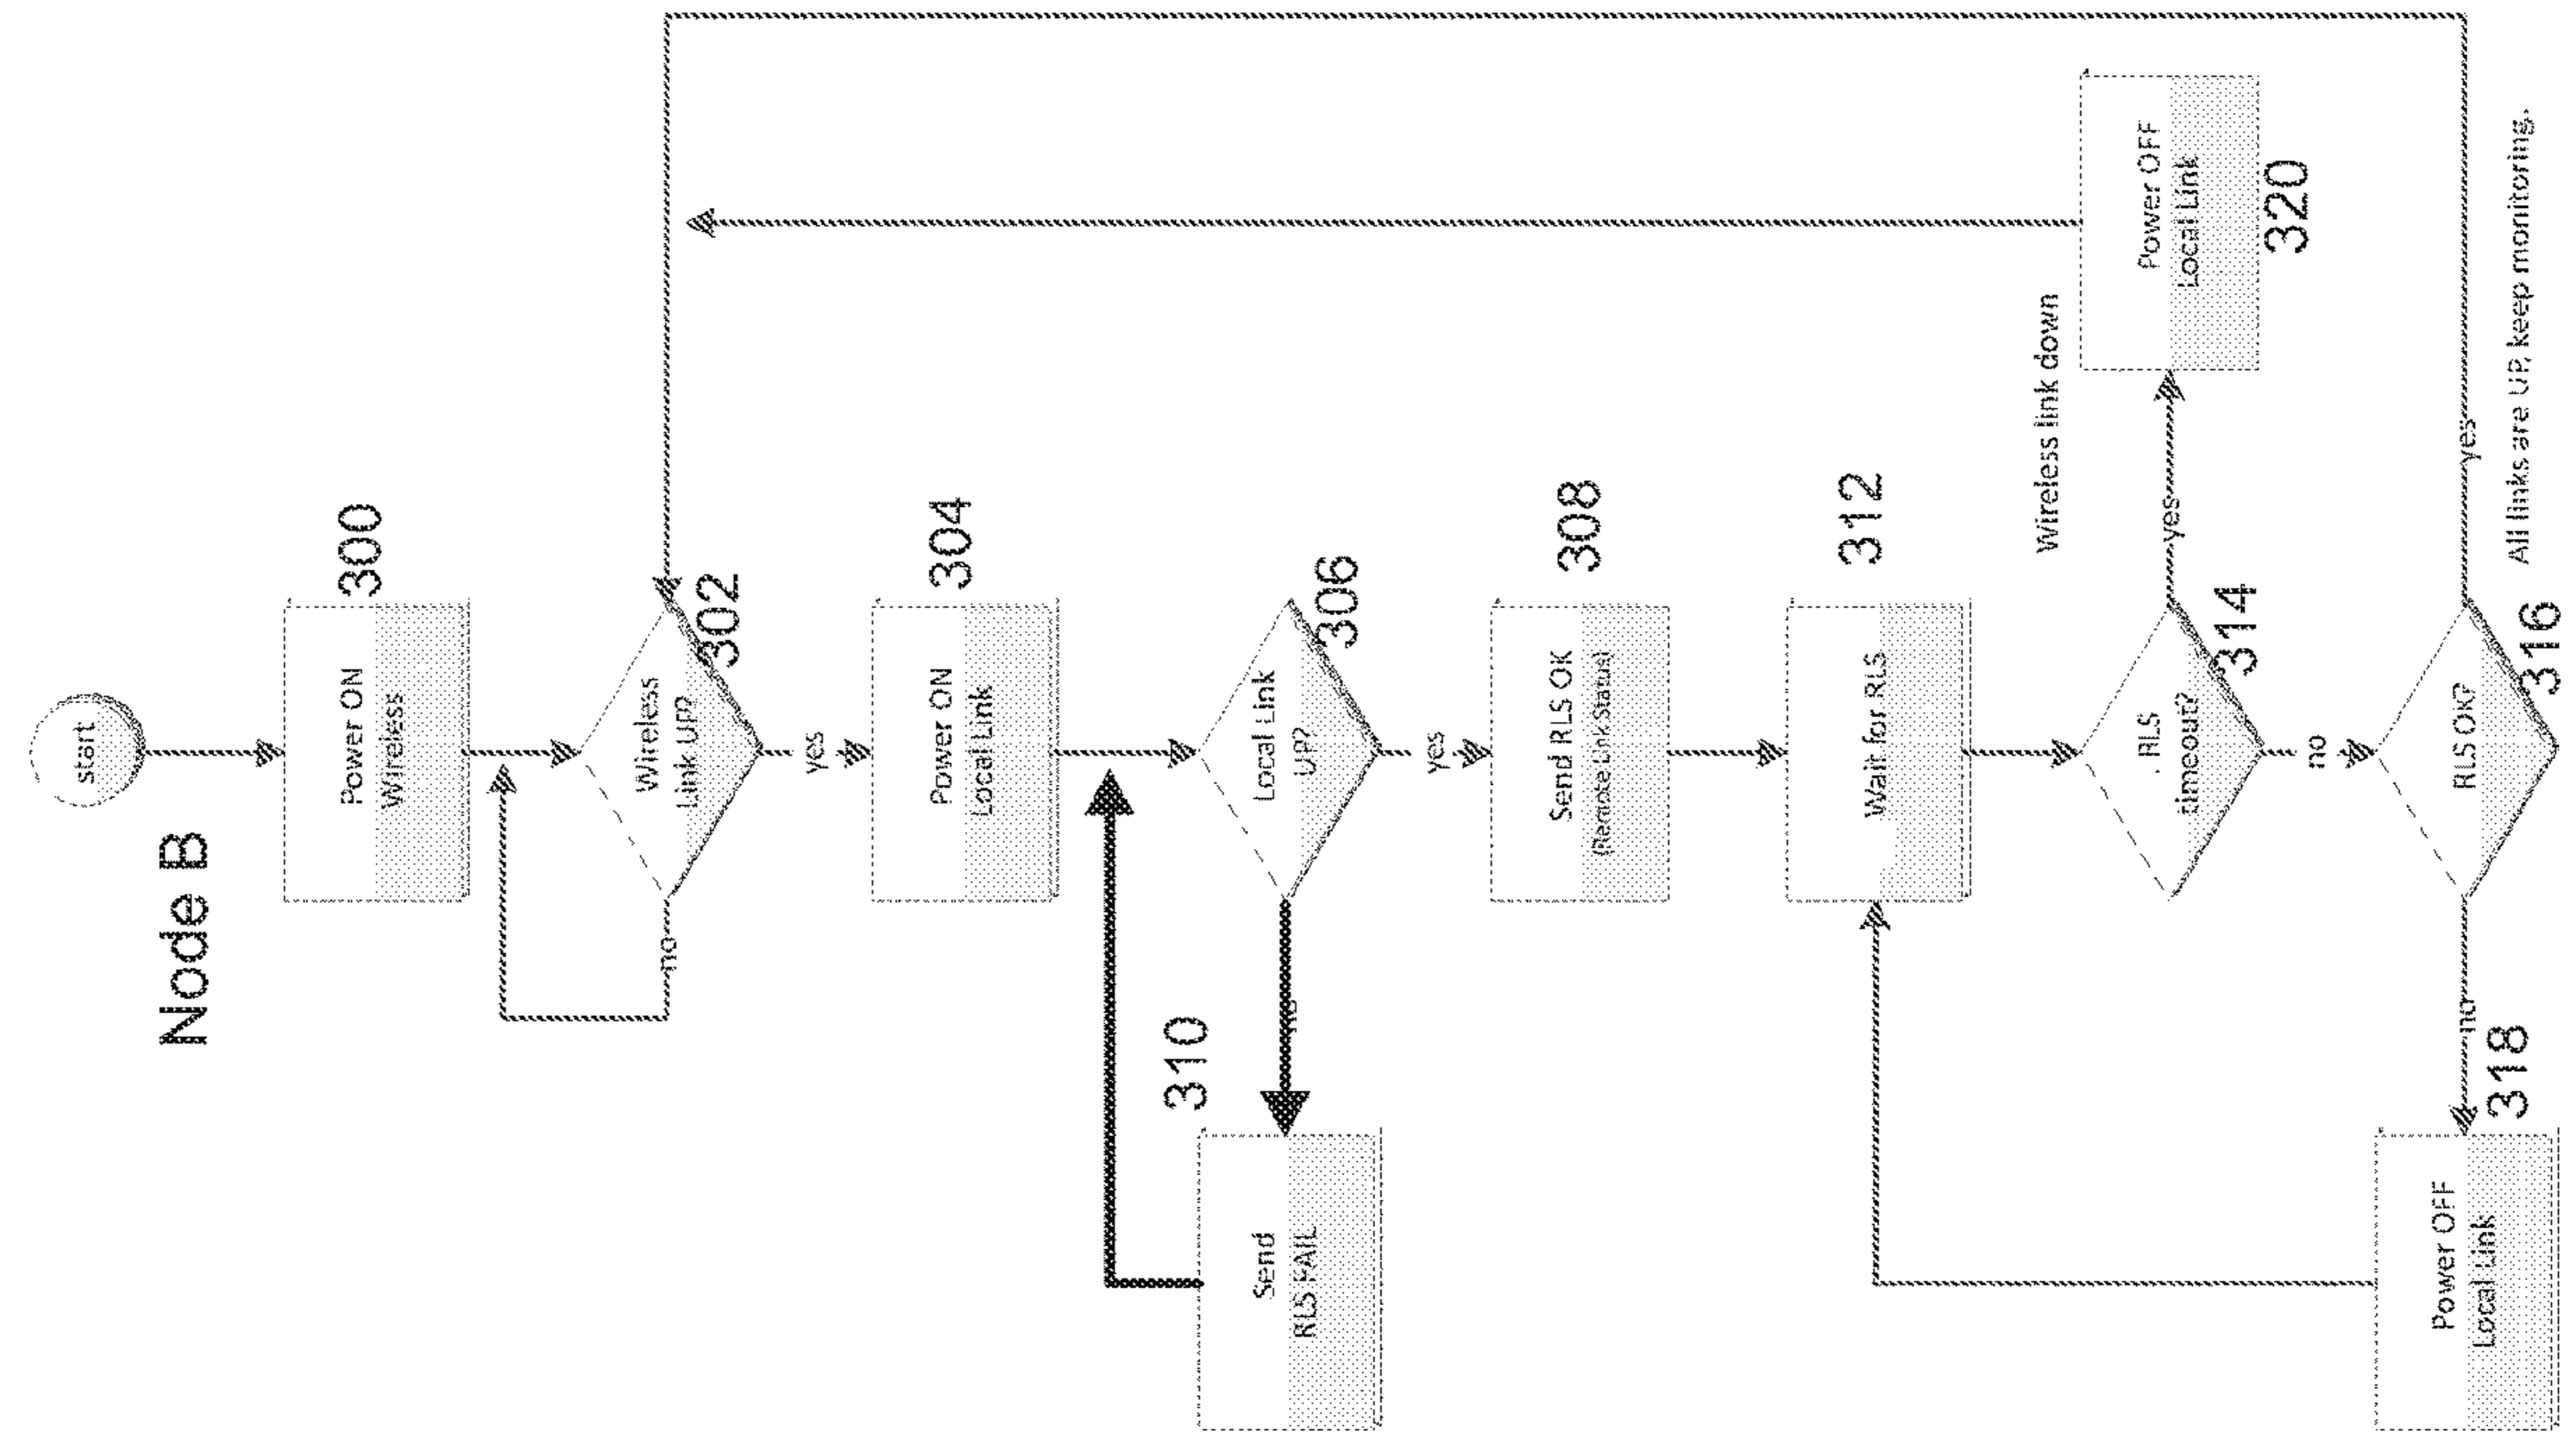 Node B
start
Power ON
Wireless
300
Wireless
Link UP?
302
no
yes
Power ON
Local Link
304
Local Link
UP?
306
no
Send
RLS FAIL
310
yes
Send RLS OK
(Remote Link Status)
308
Wait for RLS
312
RLS
timeout?
314
yes
Wireless link down
Power OFF
Local Link
320
no
RLS OK?
316
yes
All links are UP, keep monitoring.
no
Power OFF
Local Link
318